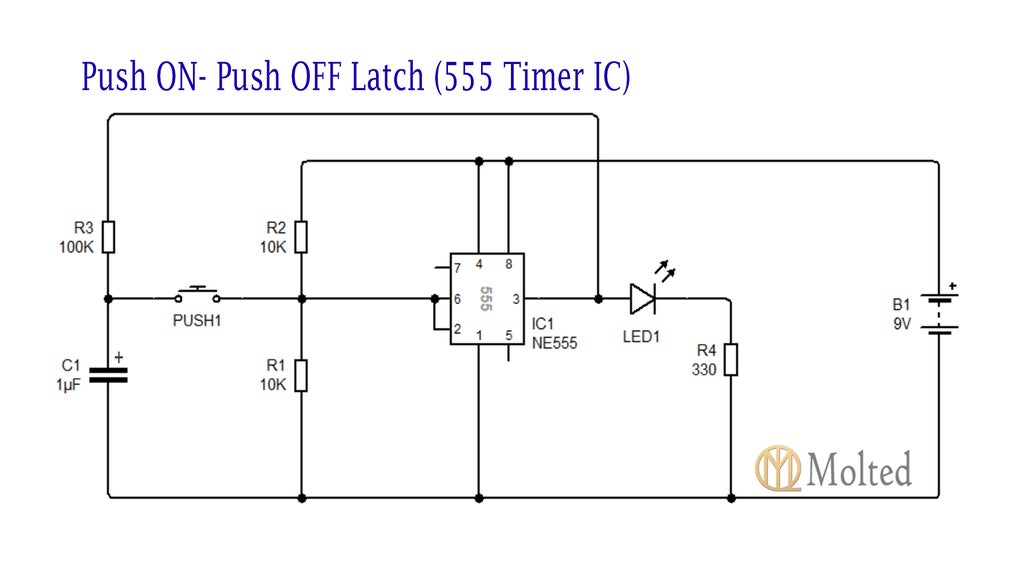 Push ON- Push OFF Latch (555 Timer IC)
R3
100K
R2
10K
7 4 8
6 555 3
2 1 5
IC1
NE555
PUSH1
LED1
+
B1
9V
C1 +
1µF
R1
10K
R4
330
Molted